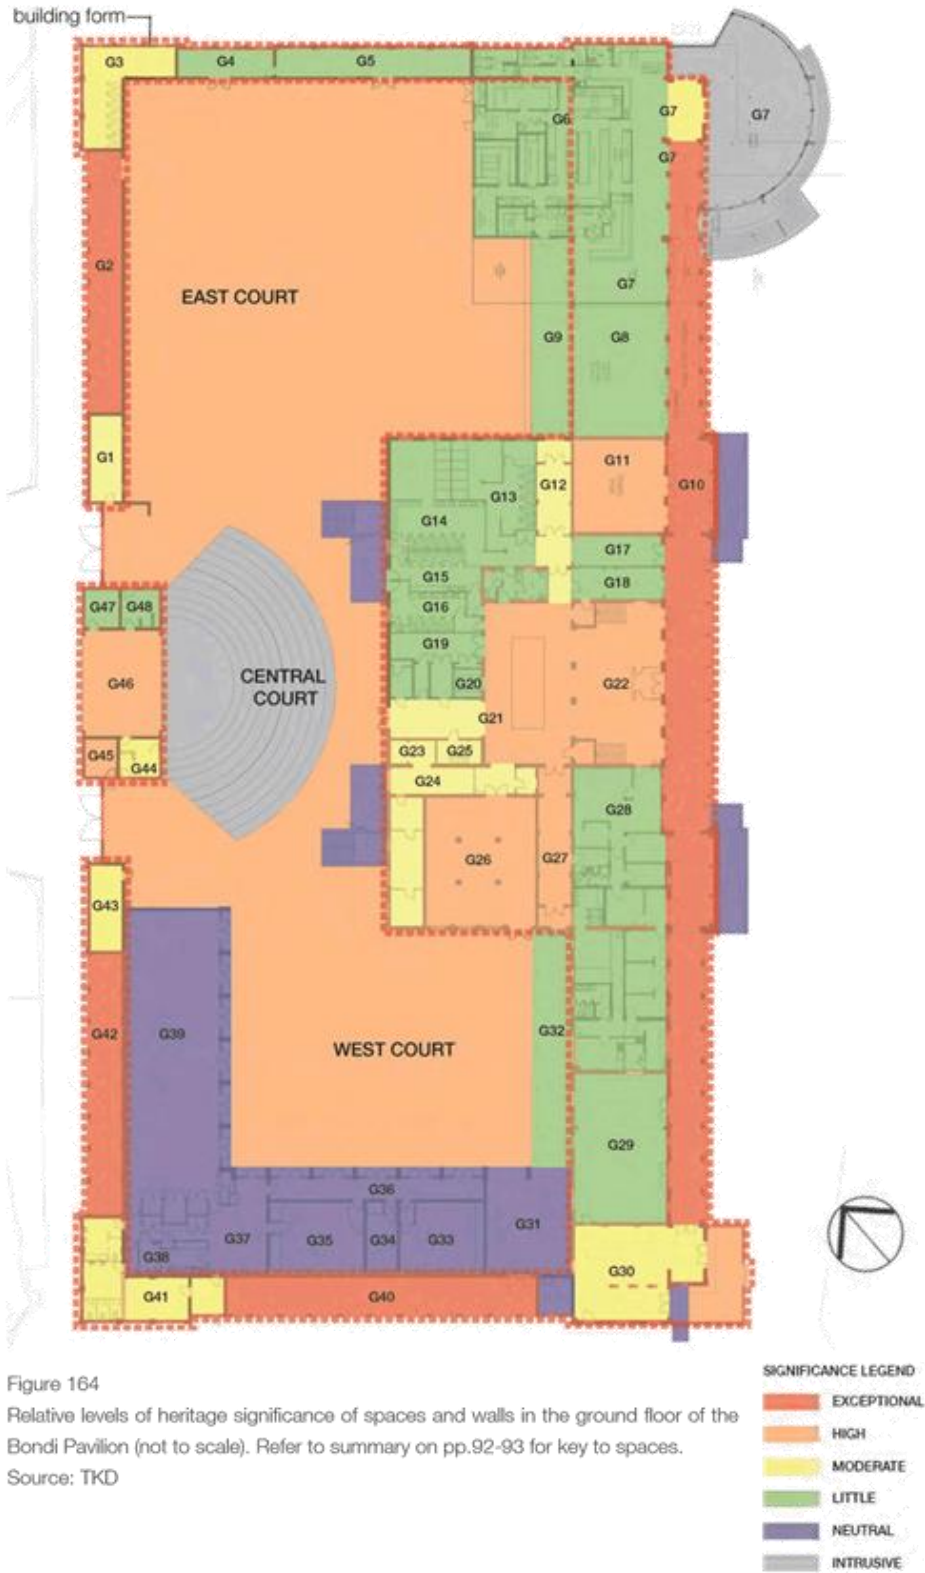 building form
G3
G4
G5
G7
G7
G6
G7
G2
EAST COURT
G7
G9
G8
G1
G11
G12
G10
G13
G14
G17
G15
G18
G47 G48
G16
G19
G46
CENTRAL
COURT
G20
G22
G21
G45
G44
G23
G25
G24
G28
G26
G27
G43
G42
G39
G32
WEST COURT
G29
G36
G31
G37
G35
G34
G33
G38
G30
G41
G40
Figure 164
Relative levels of heritage significance of spaces and walls in the ground floor of the
Bondi Pavilion (not to scale). Refer to summary on pp.92-93 for key to spaces.
Source: TKD
SIGNIFICANCE LEGEND
EXCEPTIONAL
HIGH
MODERATE
LITTLE
NEUTRAL
INTRUSIVE